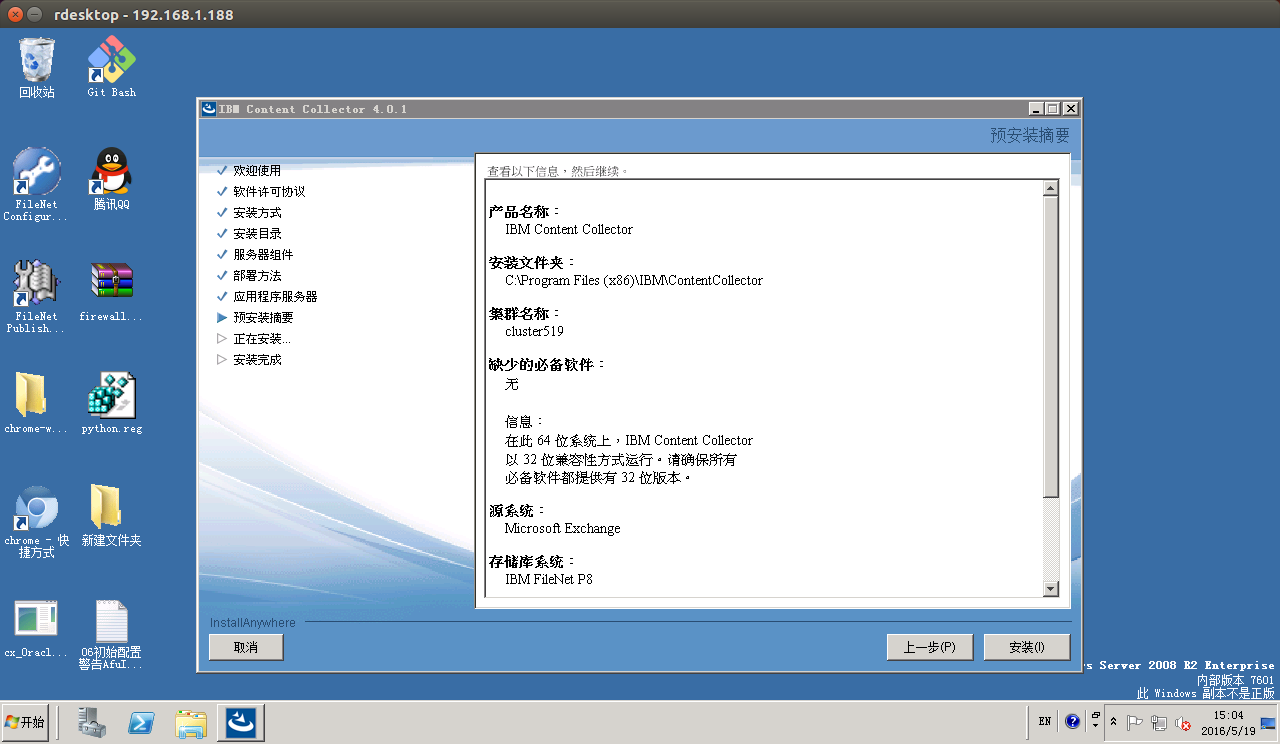 rdesktop - 192.168.1.188
回收站
Git Bash
FileNet
Configur...
腾讯QQ
FileNet
Publish...
firewall...
chrome-w...
python.reg
chrome - 快
捷方式
新建文件夹
cx_Oracl...
06初始配置
警告AfuI...
IBM Content Collector 4.0.1
预安装摘要
欢迎使用
软件许可协议
安装方式
安装目录
服务器组件
部署方法
应用程序服务器
预安装摘要
正在安装...
安装完成
查看以下信息，然后继续。
产品名称：
IBM Content Collector
安装文件夹：
C:\Program Files (x86)\IBM\ContentCollector
集群名称：
cluster519
缺少的必备软件：
无
信息：
在此 64 位系统上，IBM Content Collector
以 32 位兼容性方式运行。请确保所有
必备软件都提供有 32 位版本。
源系统：
Microsoft Exchange
存储库系统：
IBM FileNet P8
InstallAnywhere
取消
上一步(P)
安装(I)
s Server 2008 R2 Enterprise
内部版本 7601
此 Windows 副本不是正版
开始
EN
15:04
2016/5/19